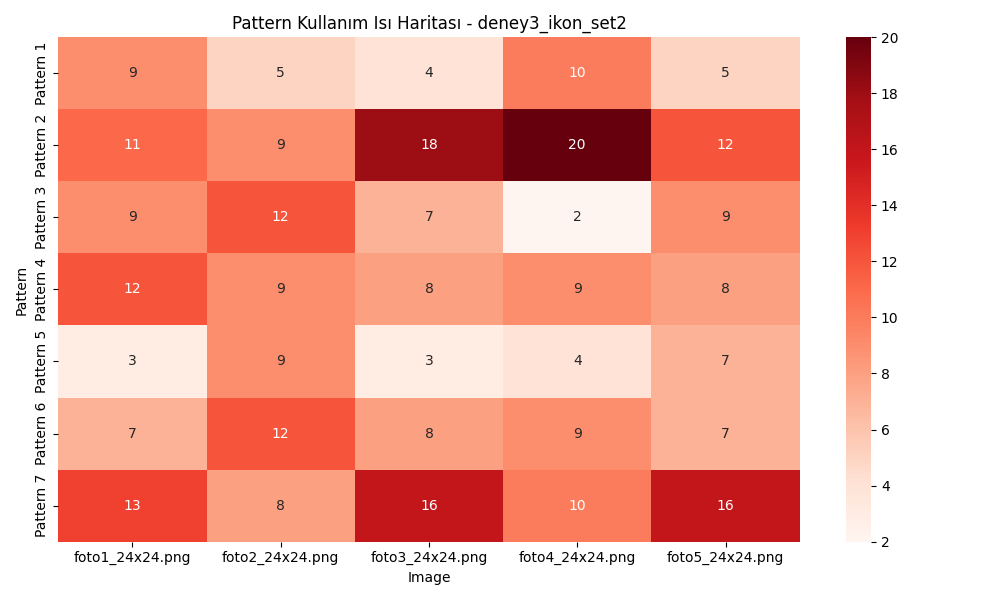 Pattern Kullanım Isı Haritası - deney3_ikon_set2
Pattern
Pattern 1
9 5 4 10 5
Pattern 2
11 9 18 20 12
Pattern 3
9 12 7 2 9
Pattern 4
12 9 8 9 8
Pattern 5
3 9 3 4 7
Pattern 6
7 12 8 9 7
Pattern 7
13 8 16 10 16
foto1_24x24.png foto2_24x24.png foto3_24x24.png foto4_24x24.png foto5_24x24.png
Image
20
18
16
14
12
10
8
6
4
2